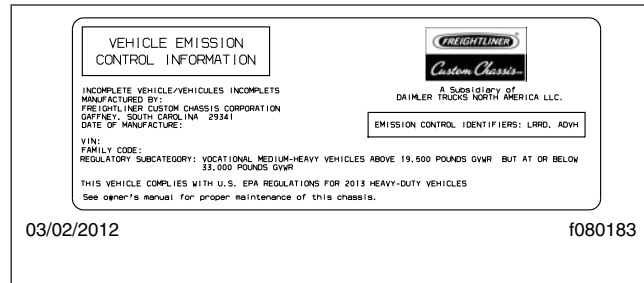 VEHICLE EMISSION
CONTROL INFORMATION
FREIGHTLINER
Custom Chassis
A Subsidiary of
DAIMLER TRUCKS NORTH AMERICA LLC.
INCOMPLETE VEHICLE/VEHICULES INCOMPLETS
MANUFACTURED BY:
FREIGHTLINER CUSTOM CHASSIS CORPORATION
GAFFNEY, SOUTH CAROLINA 29341
DATE OF MANUFACTURE:
EMISSION CONTROL IDENTIFIERS: LRRD, ADVH
VIN:
FAMILY CODE:
REGULATORY SUBCATEGORY: VOCATIONAL MEDIUM-HEAVY VEHICLES ABOVE 19,500 POUNDS GVWR BUT AT OR BELOW
33,000 POUNDS GVWR
THIS VEHICLE COMPLIES WITH U.S. EPA REGULATIONS FOR 2013 HEAVY-DUTY VEHICLES
See owner's manual for proper maintenance of this chassis.
03/02/2012
f080183